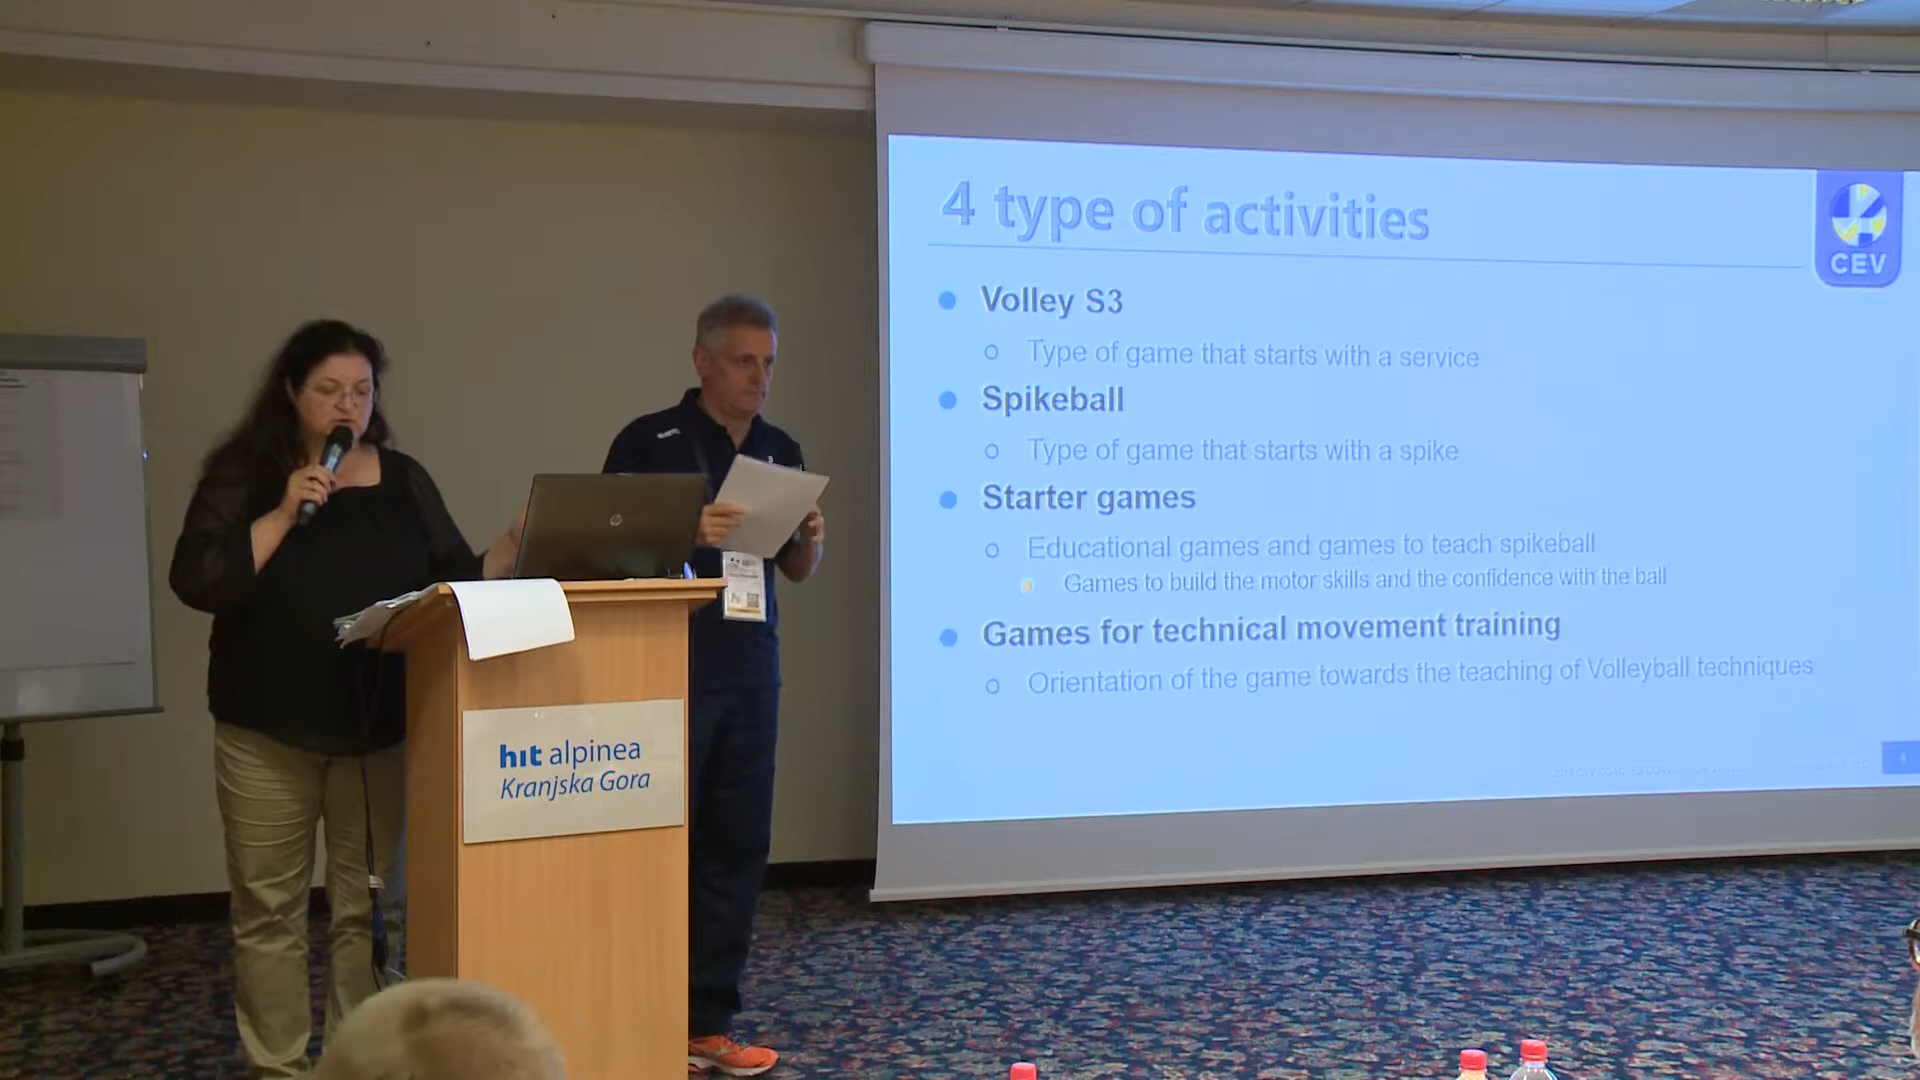 4 type of activities
CEV
Volley S3
Type of game that starts with a service
Spikeball
Type of game that starts with a spike
Starter games
Educational games and games to teach spikeball
Games to build the motor skills and the confidence with the ball
Games for technical movement training
Orientation of the game towards the teaching of Volleyball techniques
hp
hit alpinea
Kranjska Gora